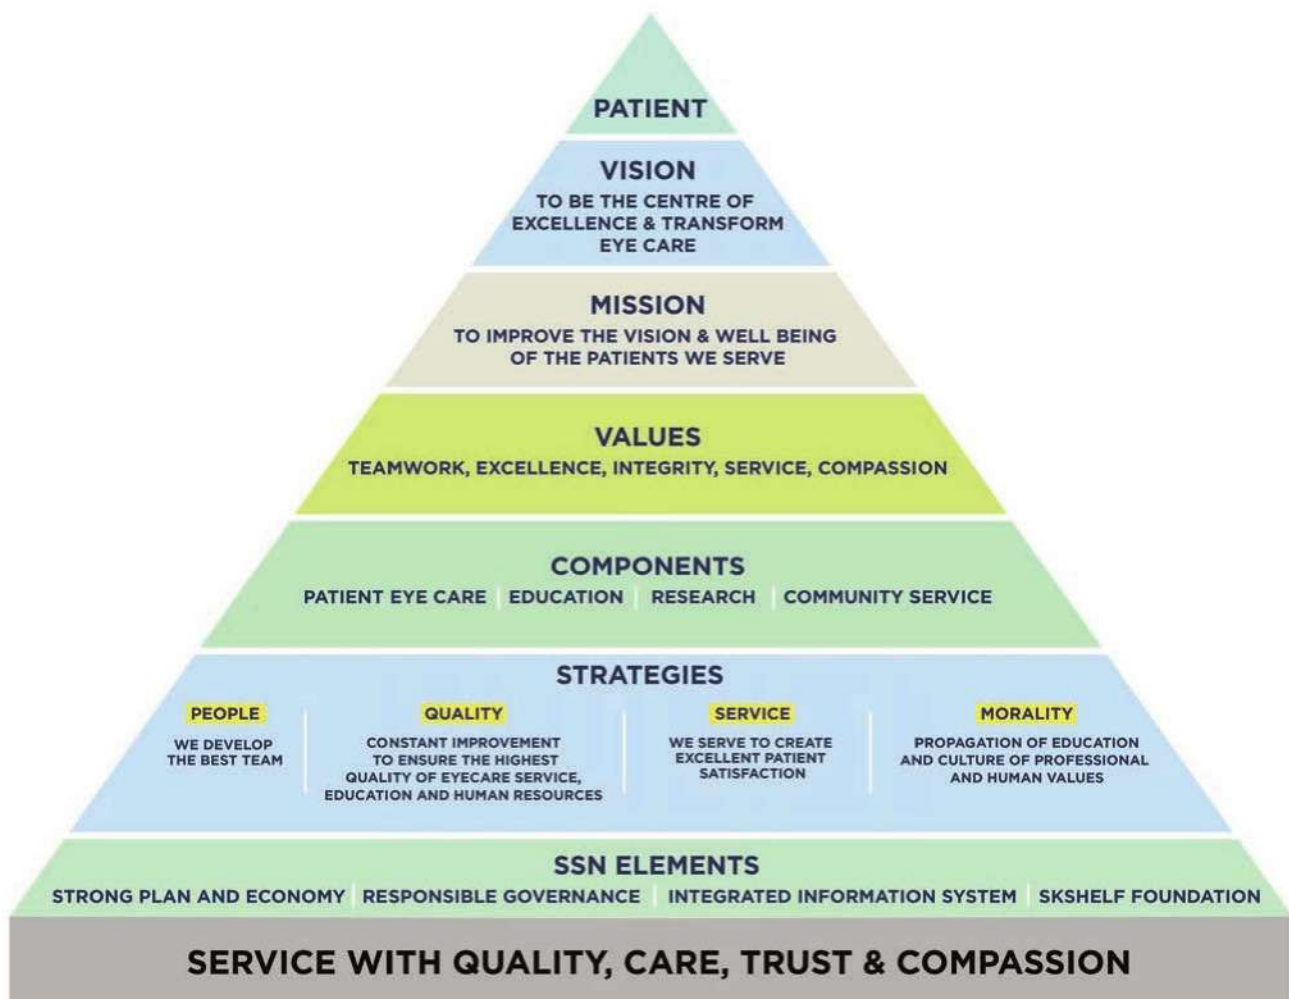 PATIENT
VISION
TO BE THE CENTRE OF
EXCELLENCE & TRANSFORM
EYE CARE
MISSION
TO IMPROVE THE VISION & WELL BEING
OF THE PATIENTS WE SERVE
VALUES
TEAMWORK, EXCELLENCE, INTEGRITY, SERVICE, COMPASSION
COMPONENTS
PATIENT EYE CARE EDUCATION RESEARCH COMMUNITY SERVICE
STRATEGIES
PEOPLE
WE DEVELOP
THE BEST TEAM
QUALITY
CONSTANT IMPROVEMENT
TO ENSURE THE HIGHEST
QUALITY OF EYECARE SERVICE,
EDUCATION AND HUMAN RESOURCES
SERVICE
WE SERVE TO CREATE
EXCELLENT PATIENT
SATISFACTION
MORALITY
PROPAGATION OF EDUCATION
AND CULTURE OF PROFESSIONAL
AND HUMAN VALUES
SSN ELEMENTS
STRONG PLAN AND ECONOMY RESPONSIBLE GOVERNANCE INTEGRATED INFORMATION SYSTEM SKSHELF FOUNDATION
SERVICE WITH QUALITY, CARE, TRUST & COMPASSION